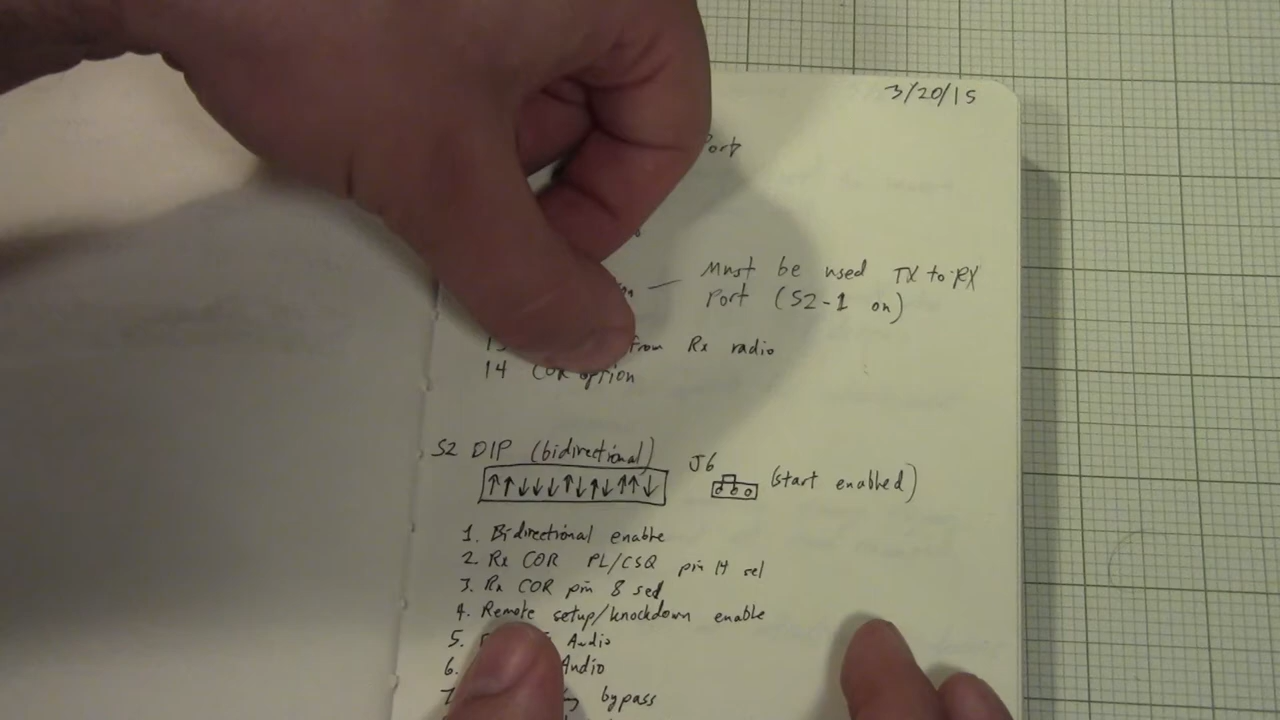 3/20/15
Port
Must be used TX to RX
Port (S2-1 on)
from Rx radio
14 COR option
S2 DIP (bidirectional)
J6 (start enabled)
1. Bidirectional enable
2. Rx COR PL/CSQ pin 14 sel
3. Rx COR pin 8 sel
4. Remote setup/knockdown enable
5. Audio
6. Audio
7. bypass